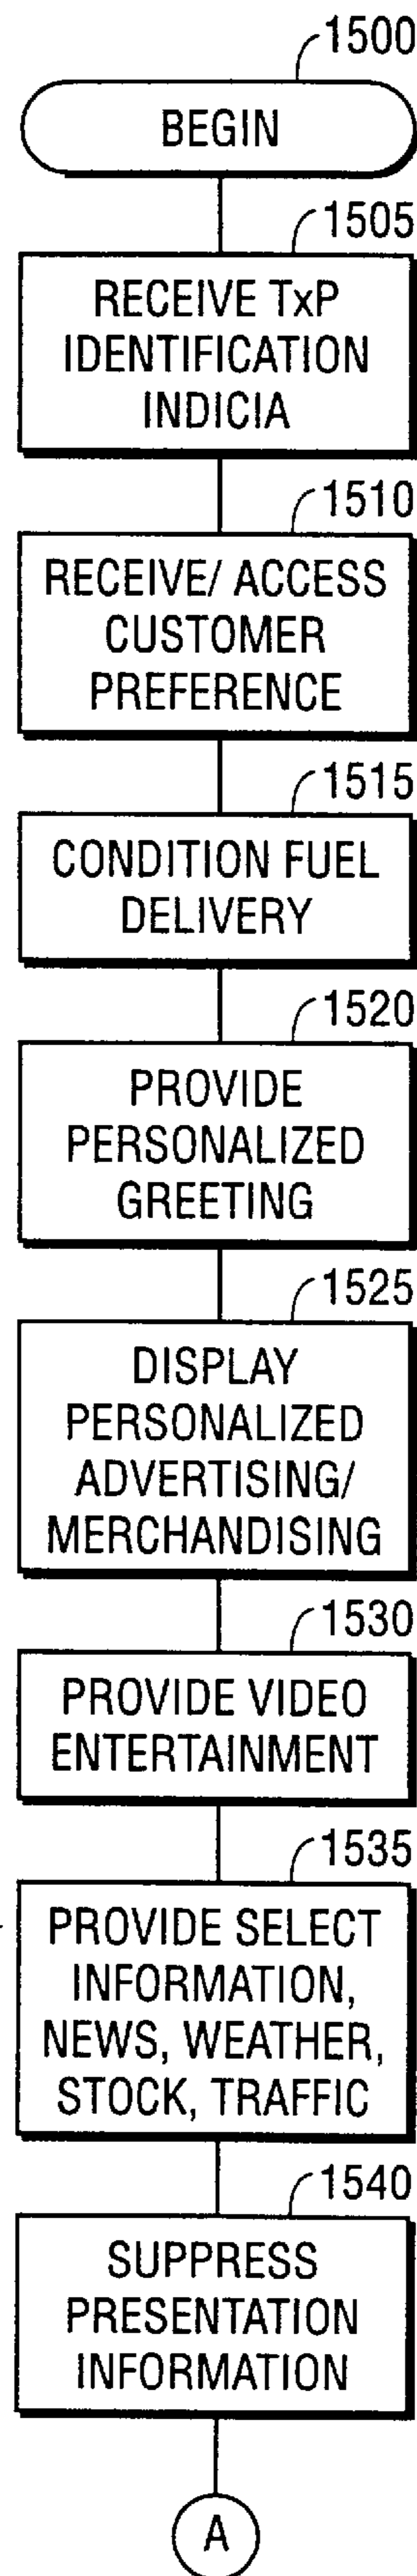 1500
BEGIN
1505
RECEIVE TxP
IDENTIFICATION
INDICIA
1510
RECEIVE/ ACCESS
CUSTOMER
PREFERENCE
1515
CONDITION FUEL
DELIVERY
1520
PROVIDE
PERSONALIZED
GREETING
1525
DISPLAY
PERSONALIZED
ADVERTISING/
MERCHANDISING
1530
PROVIDE VIDEO
ENTERTAINMENT
1535
PROVIDE SELECT
INFORMATION,
NEWS, WEATHER,
STOCK, TRAFFIC
1540
SUPPRESS
PRESENTATION
INFORMATION
A